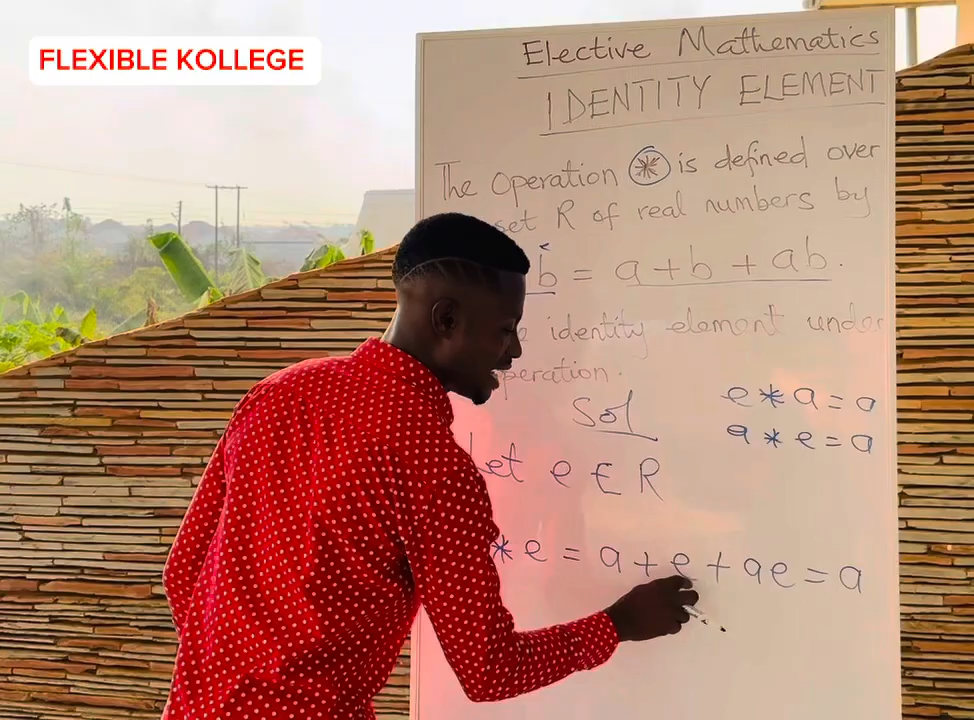 FLEXIBLE KOLLEGE
Elective Mathematics
IDENTITY ELEMENT
The operation * is defined over
set R of real numbers by
b = a + b + ab.
identity element under
operation.
Sol
e * a = a
a * e = a
Let e ∈ R
* e = a + e + ae = a